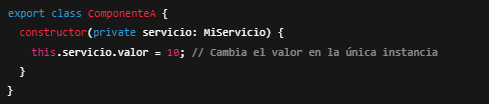 export class ComponenteA {
constructor(private servicio: MiServicio) {
this.servicio.valor = 10; // Cambia el valor en la única instancia
}
}